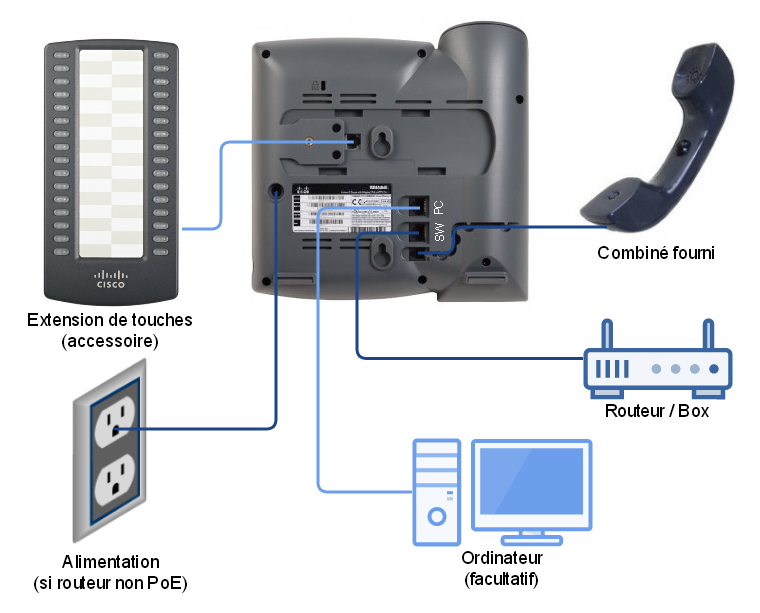 PC
SW
Combiné fourni
CISCO
Extension de touches
(accessoire)
Routeur / Box
Alimentation
(si routeur non PoE)
Ordinateur
(facultatif)